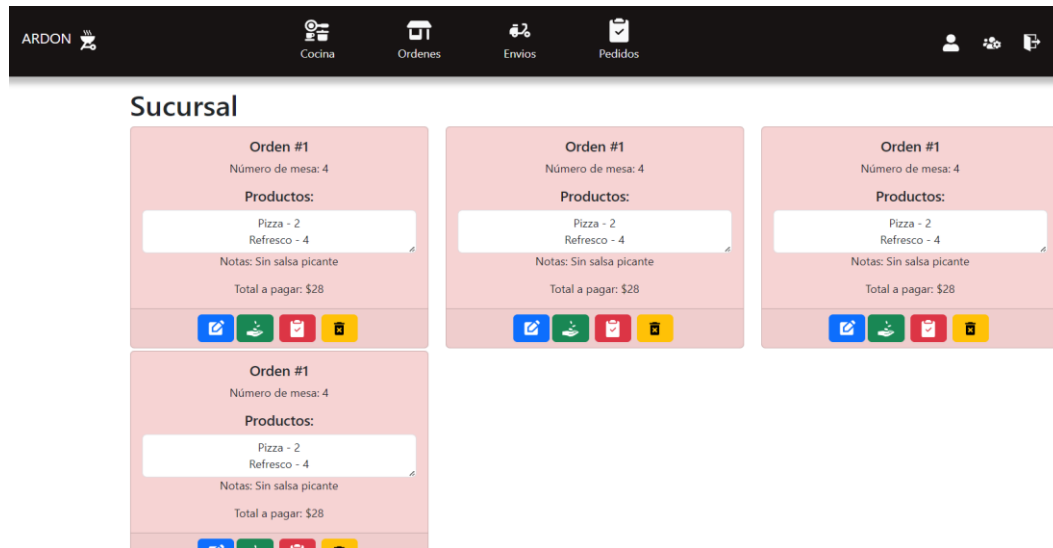 ARDON
Cocina
Ordenes
Envios
Pedidos
Sucursal
Orden #1
Número de mesa: 4
Productos:
Pizza - 2
Refresco - 4
Notas: Sin salsa picante
Total a pagar: $28
Orden #1
Número de mesa: 4
Productos:
Pizza - 2
Refresco - 4
Notas: Sin salsa picante
Total a pagar: $28
Orden #1
Número de mesa: 4
Productos:
Pizza - 2
Refresco - 4
Notas: Sin salsa picante
Total a pagar: $28
Orden #1
Número de mesa: 4
Productos:
Pizza - 2
Refresco - 4
Notas: Sin salsa picante
Total a pagar: $28